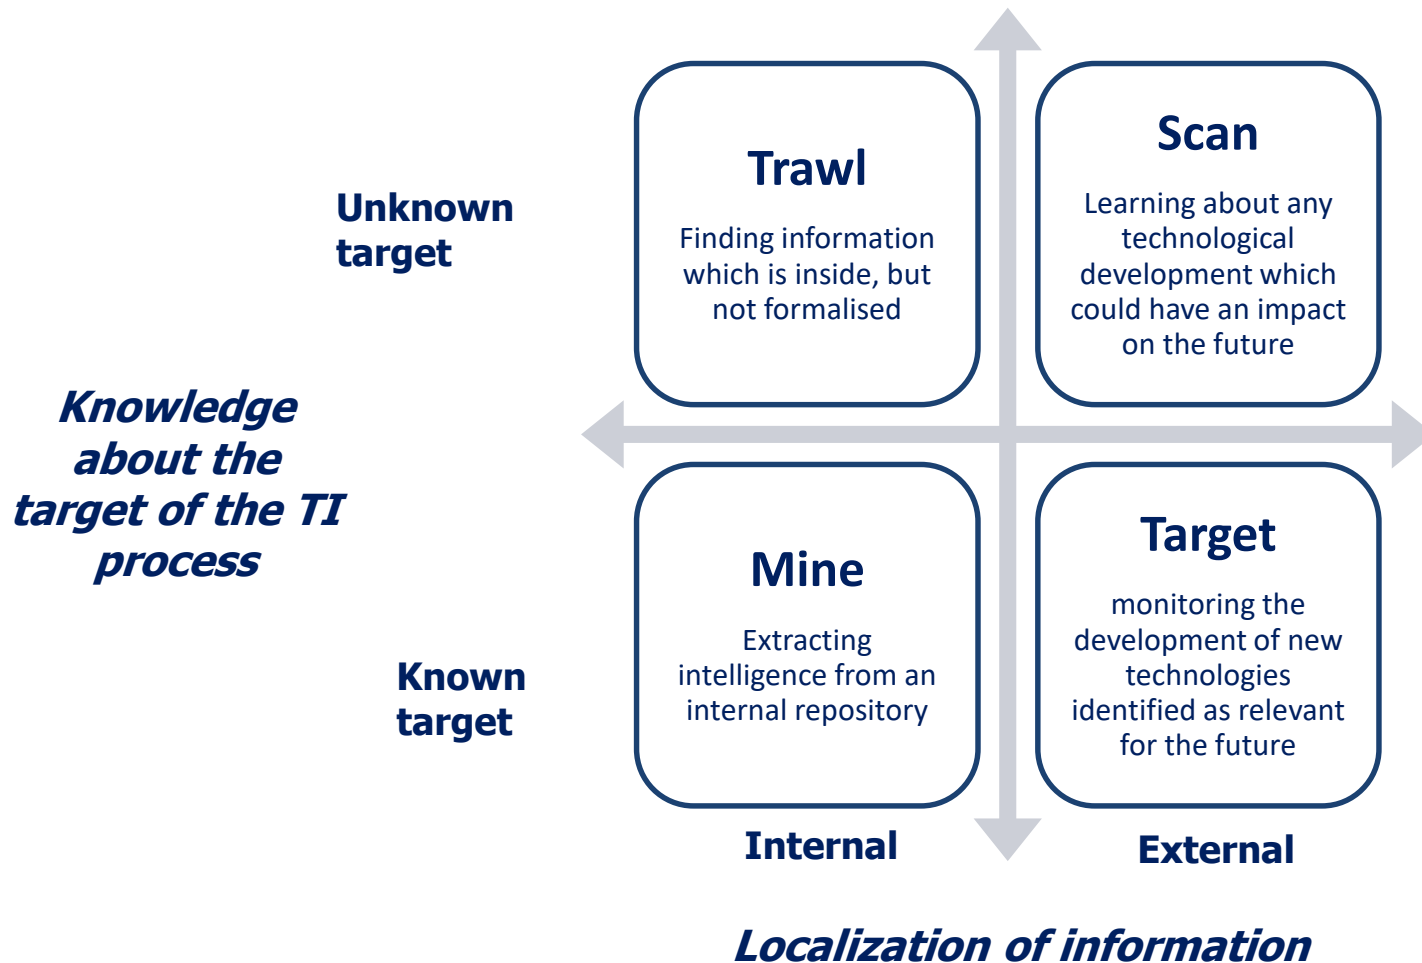 Unknown
target
Trawl
Finding information
which is inside, but
not formalised
Scan
Learning about any
technological
development which
could have an impact
on the future
Knowledge
about the
target of the TI
process
Known
target
Mine
Extracting
intelligence from an
internal repository
Target
monitoring the
development of new
technologies
identified as relevant
for the future
Internal
External
Localization of information